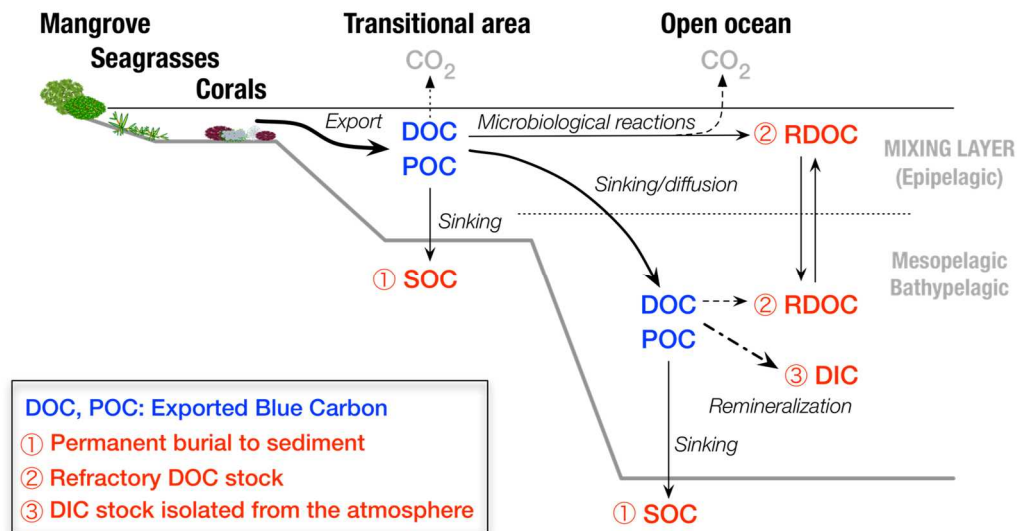 Mangrove
Seagrasses
Corals
Transitional area
Open ocean
CO2
CO2
Export
DOC
POC
Microbiological reactions
② RDOC
MIXING LAYER
(Epipelagic)
Sinking/diffusion
Sinking
① SOC
Mesopelagic
Bathypelagic
DOC
POC
② RDOC
③ DIC
Remineralization
Sinking
① SOC
DOC, POC: Exported Blue Carbon
① Permanent burial to sediment
② Refractory DOC stock
③ DIC stock isolated from the atmosphere